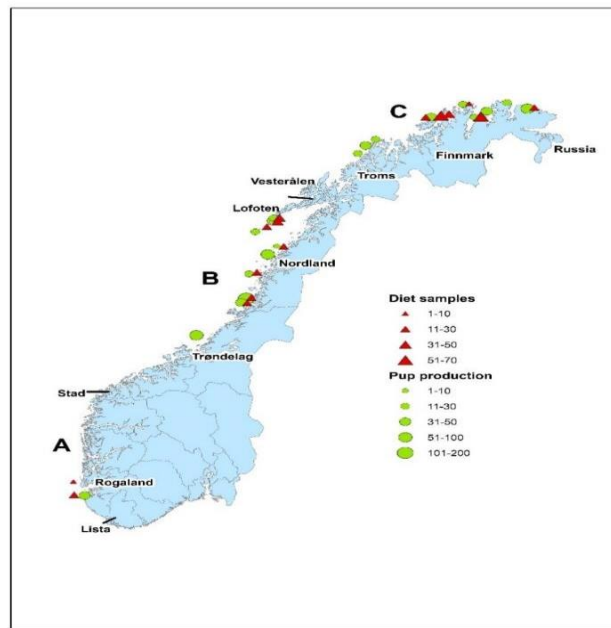 C
Finnmark
Russia
Troms
Vesterålen
Lofoten
Nordland
B
Diet samples
1-10
11-30
31-50
51-70
Pup production
1-10
11-30
31-50
51-100
101-200
Trøndelag
Stad
A
Rogaland
Lista